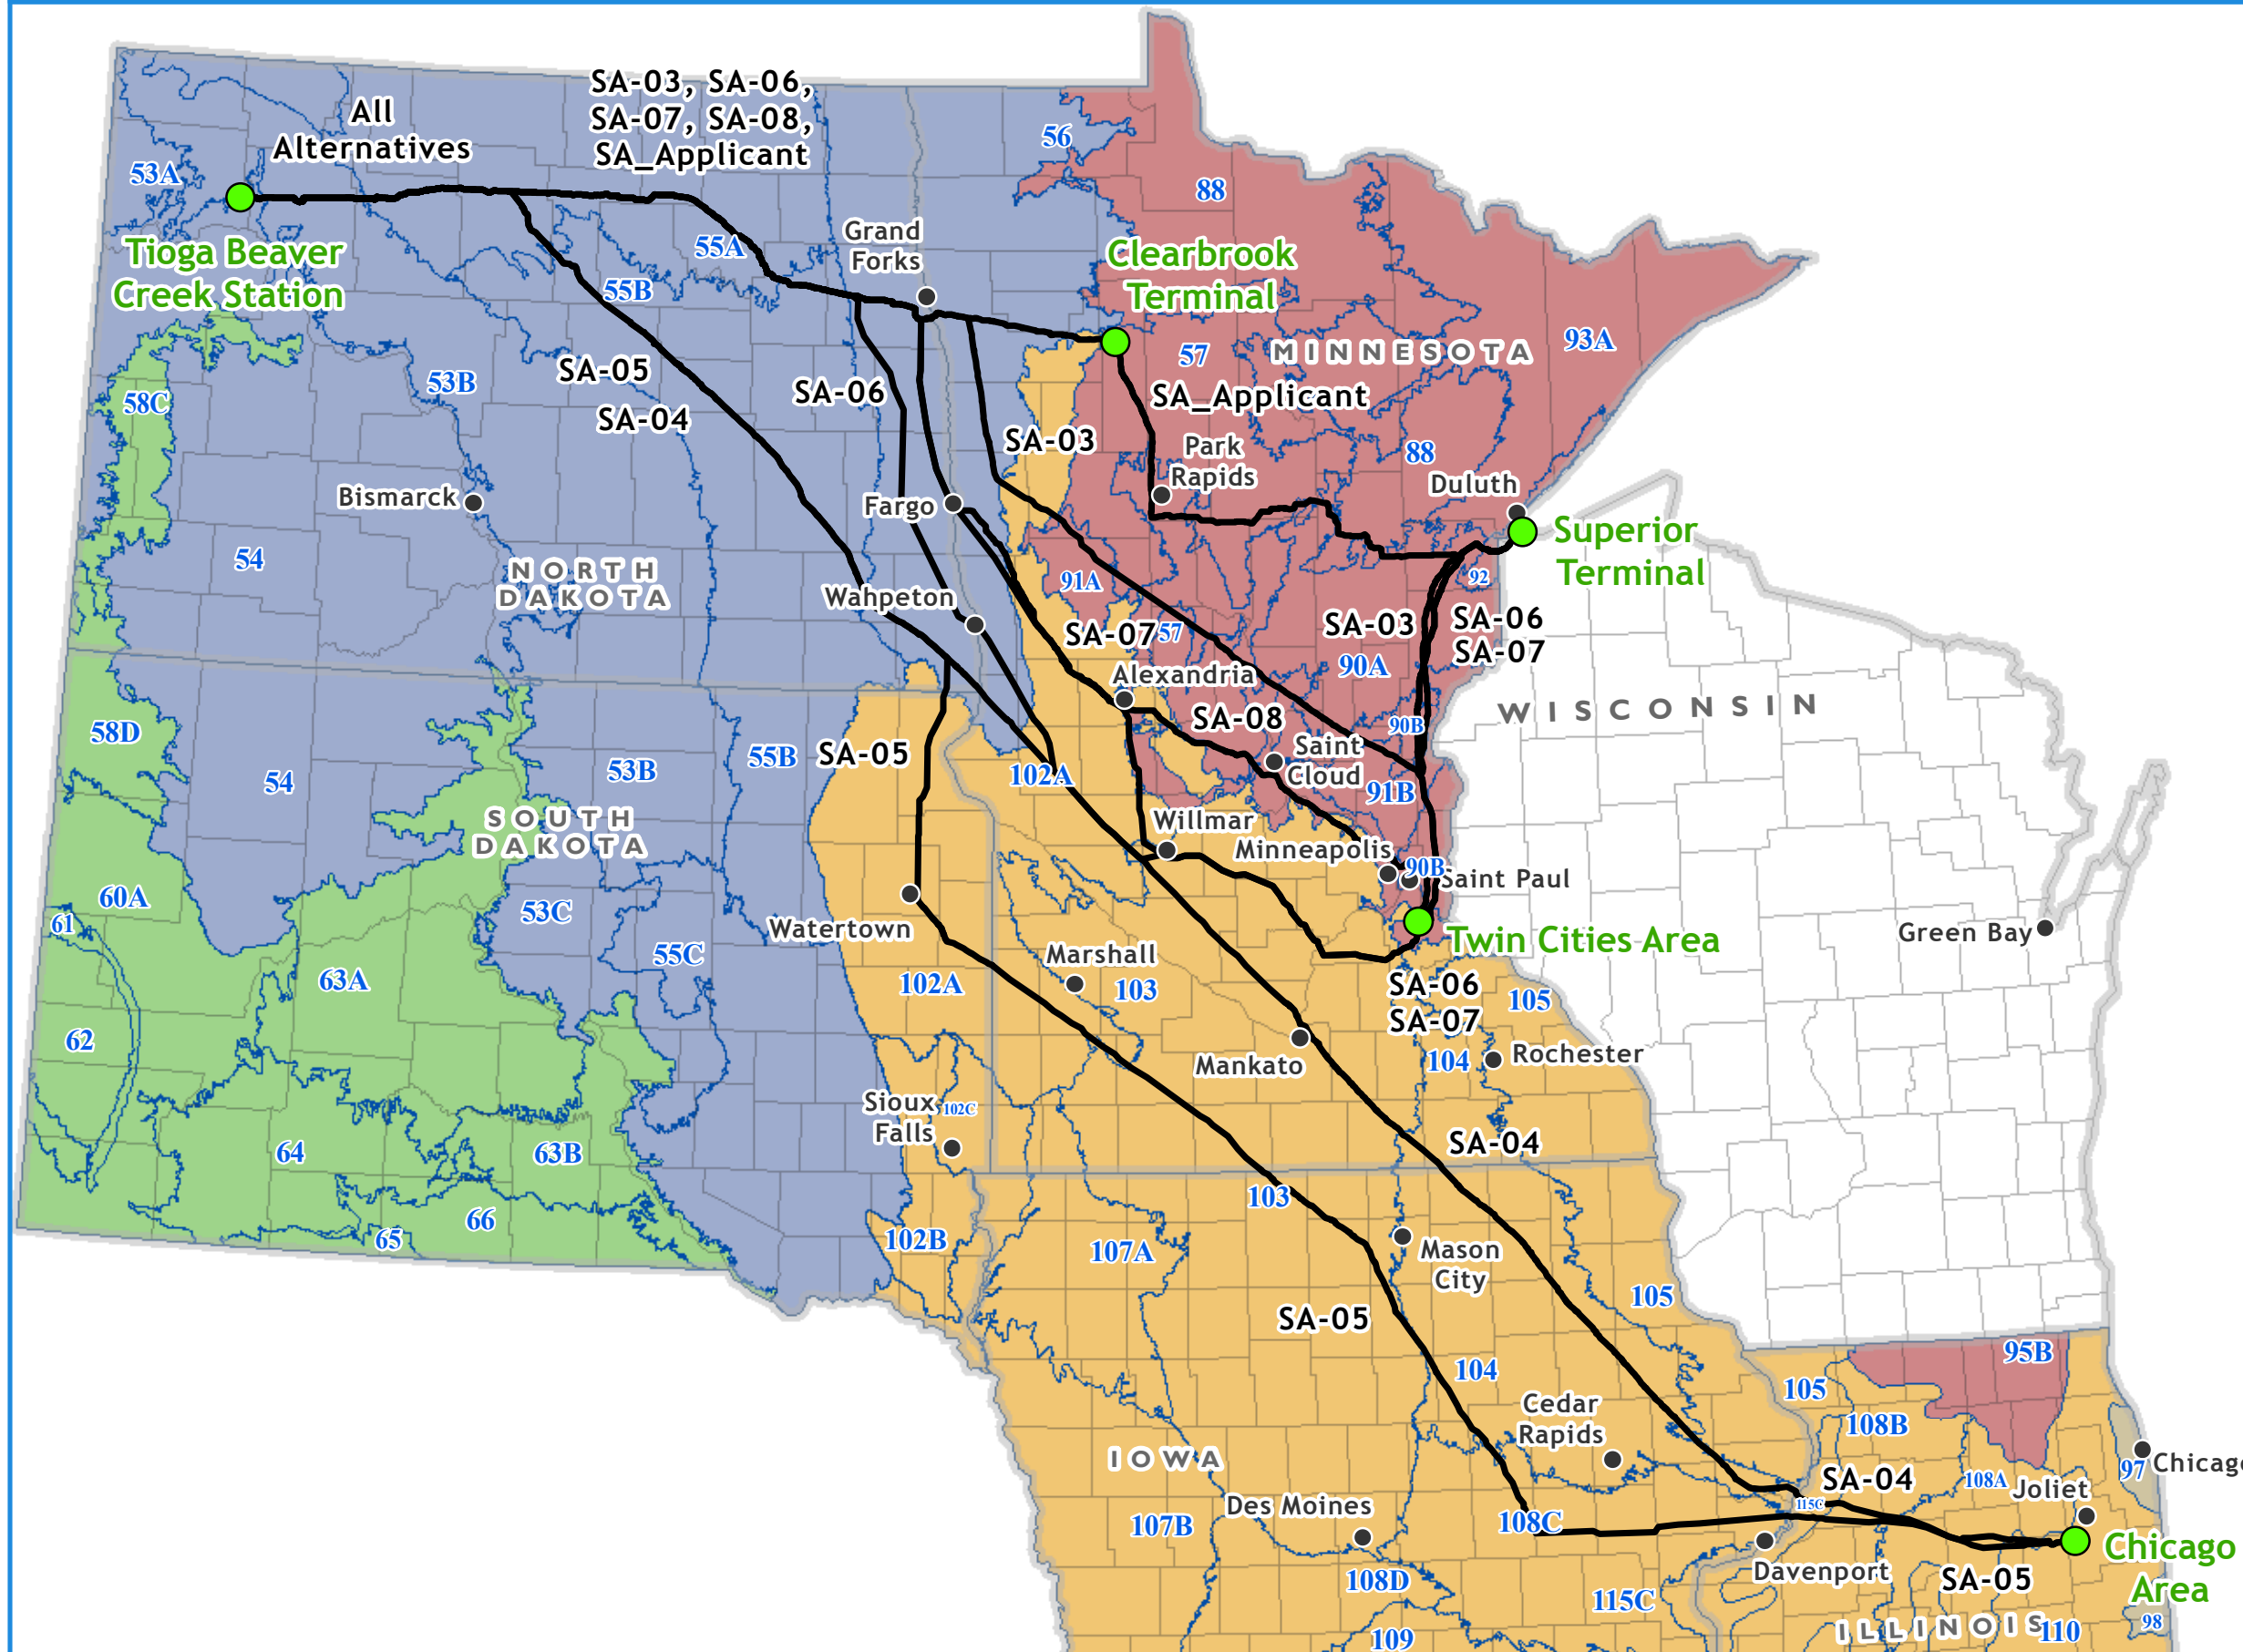 SA-03, SA-06,
SA-07, SA-08,
SA_Applicant
All
Alternatives
56
53A
88
Grand
Forks
55A
Tioga Beaver
Creek Station
Clearbrook
Terminal
55B
93A
57
MINNESOTA
SA-05
53B
SA-06
SA_Applicant
58C
SA-04
SA-03
Park
Rapids
88
Duluth
Bismarck
Fargo
Superior
Terminal
54
NORTH
DAKOTA
91A
92
Wahpeton
SA-07
57
SA-03
SA-06
SA-07
90A
Alexandria
WISCONSIN
58D
SA-08
90B
55B
SA-05
Saint
Cloud
54
53B
102A
91B
SOUTH
DAKOTA
Willmar
Minneapolis
90B
Saint Paul
60A
61
53C
Watertown
Green Bay
Twin Cities Area
55C
Marshall
63A
102A
103
SA-06
SA-07
105
62
Mankato
104
Rochester
Sioux
Falls
102C
64
63B
SA-04
103
66
65
102B
107A
Mason
City
105
SA-05
95B
104
105
Cedar
Rapids
108B
IOWA
97
Chicag
SA-04
108A
Joliet
Des Moines
115C
107B
108C
Chicago
Area
Davenport
108D
SA-05
115C
98
ILLINOIS
110
109